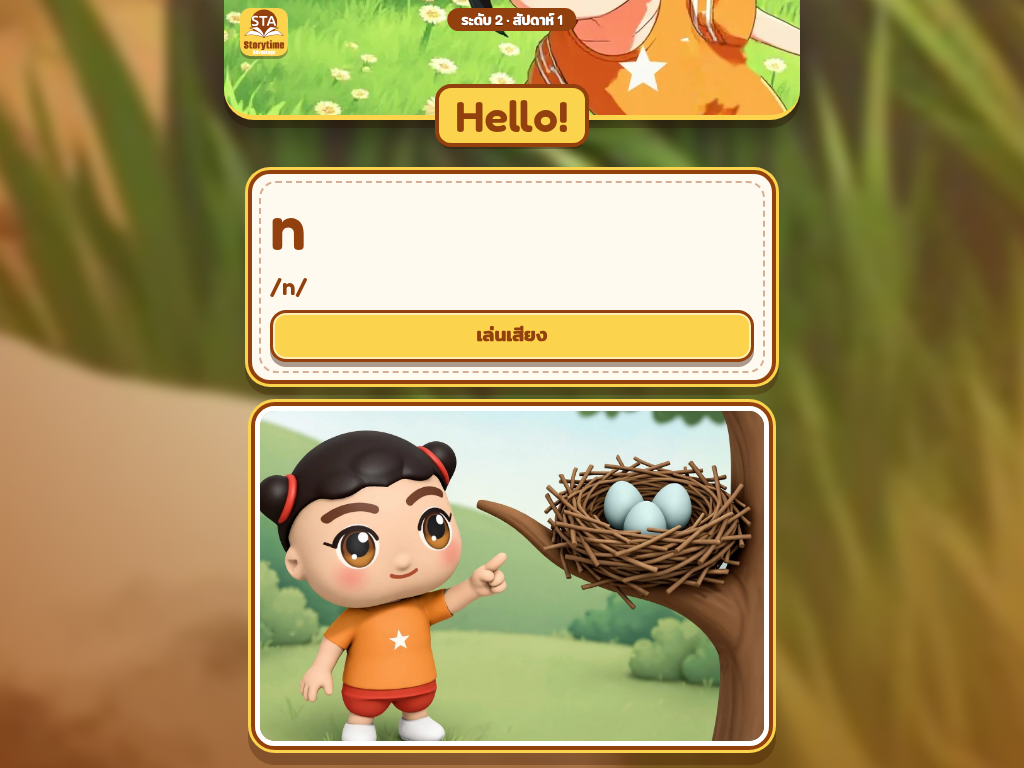 STA
Storytime
ระดับ 2 · สัปดาห์ 1
Hello!
n
/n/
เล่นเสียง